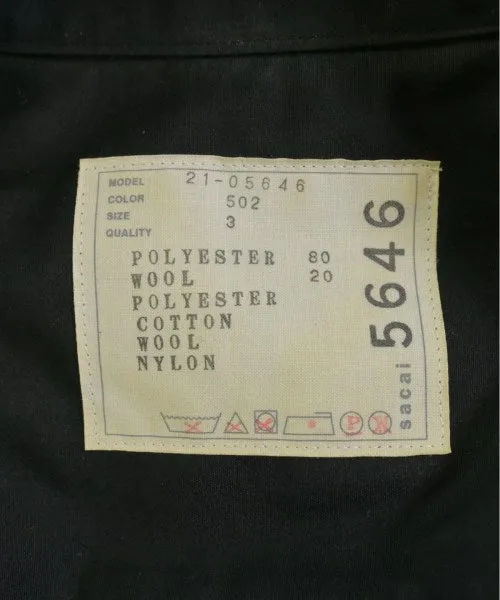 MODEL 21-05646
COLOR 502
SIZE 3
QUALITY
POLYESTER 80
WOOL 20
POLYESTER
COTTON
WOOL
NYLON
P W
sacai 5646